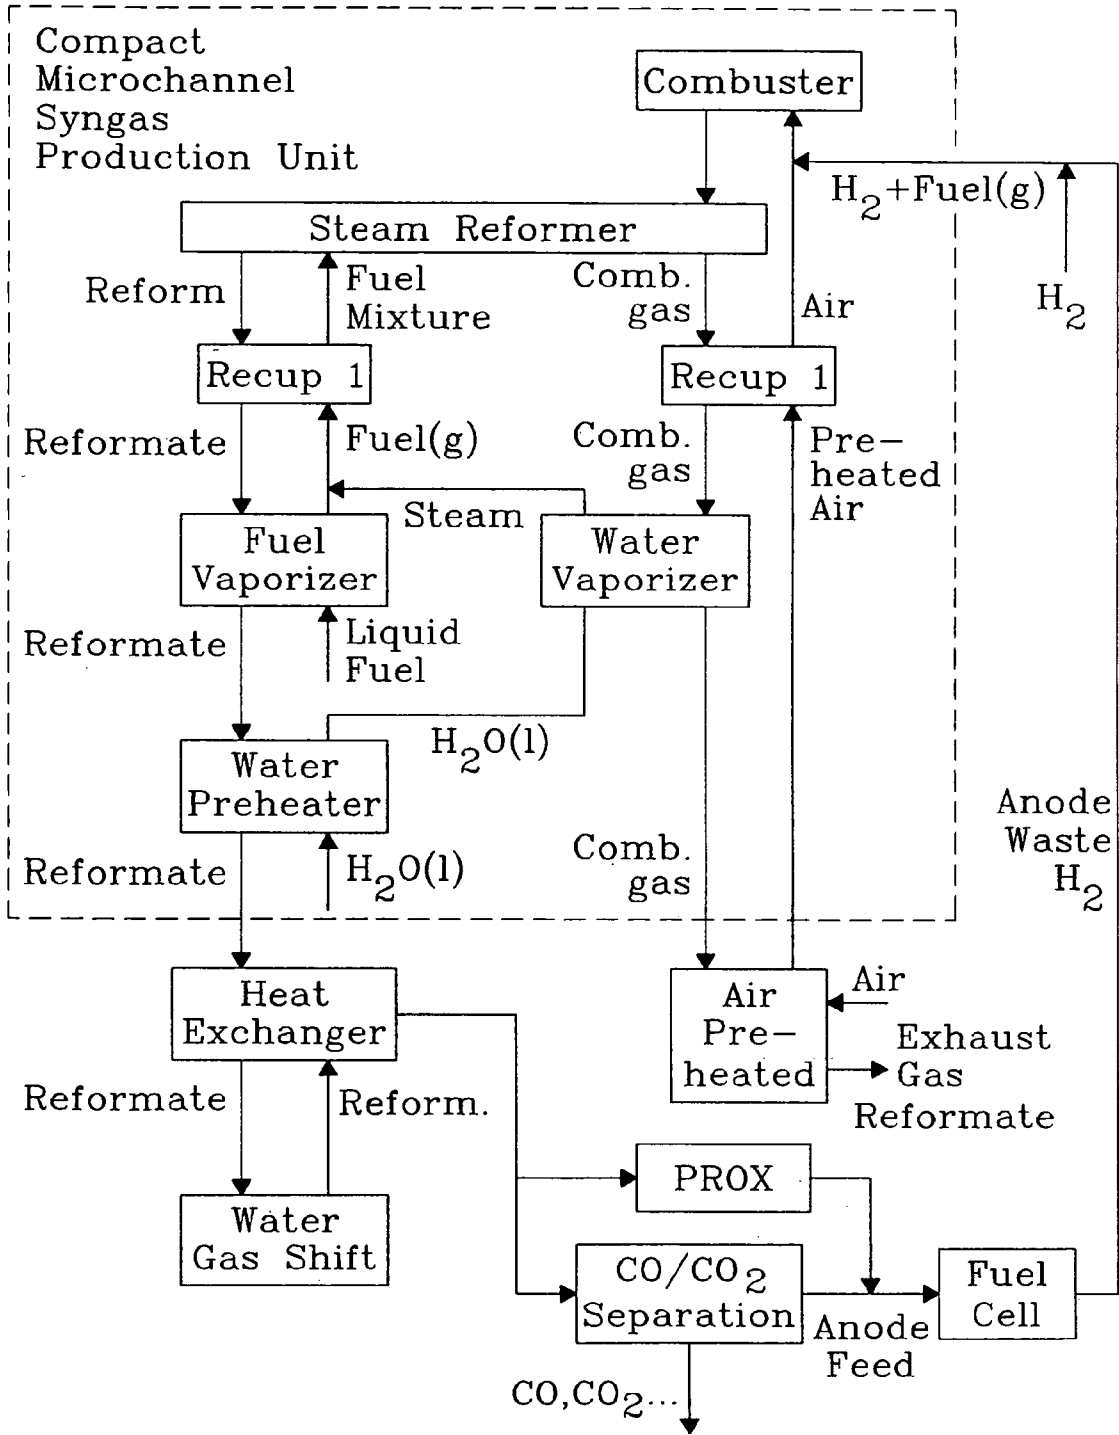 Compact
Microchannel
Syngas
Production Unit
Combuster
H2+Fuel(g)
Steam Reformer
H2
Reform
Fuel
Mixture
Comb.
gas
Air
Recup 1
Recup 1
Reformate
Fuel(g)
Comb.
gas
Pre-
heated
Air
Steam
Fuel
Vaporizer
Water
Vaporizer
Reformate
Liquid
Fuel
H2O(l)
Water
Preheater
Anode
Waste
H2
Reformate
H2O(l)
Comb.
gas
Heat
Exchanger
Air
Pre-
heated
Air
Exhaust
Gas
Reformate
Reformate
Reform.
Water
Gas Shift
PROX
CO/CO2
Separation
Anode
Feed
Fuel
Cell
CO,CO2...